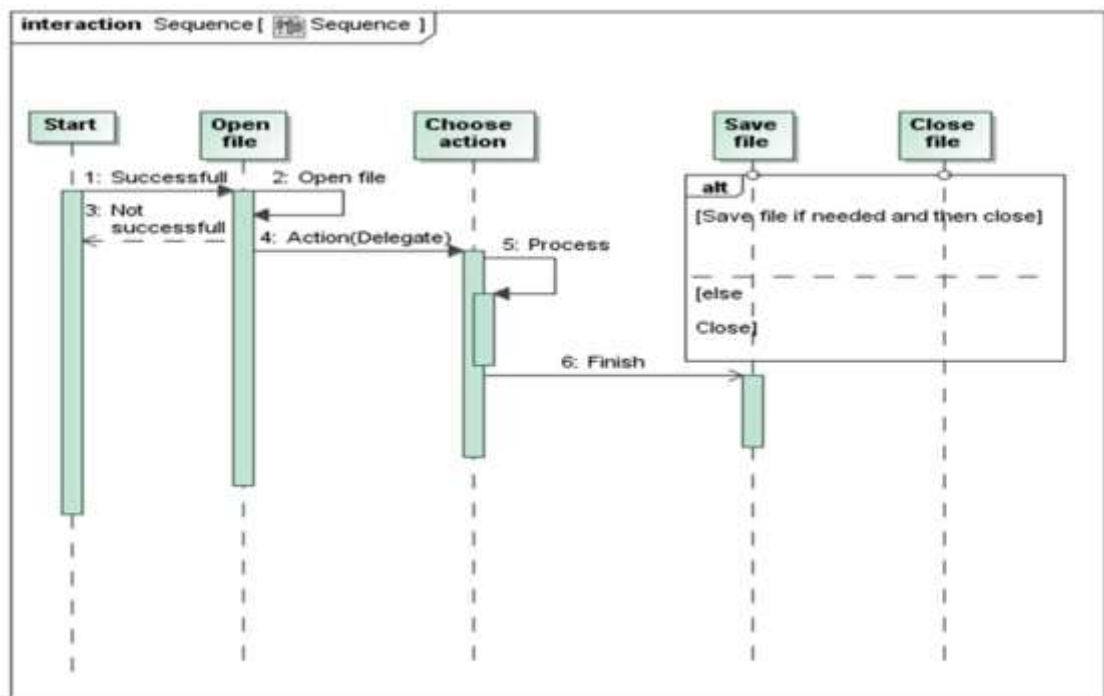 interaction Sequence [ Sequence ]
Start
Open
file
Choose
action
Save
file
Close
file
1: Successfull
2: Open file
3: Not
successfull
4: Action(Delegate)
5: Process
alt
[Save file if needed and then close]
[else
Close]
6: Finish